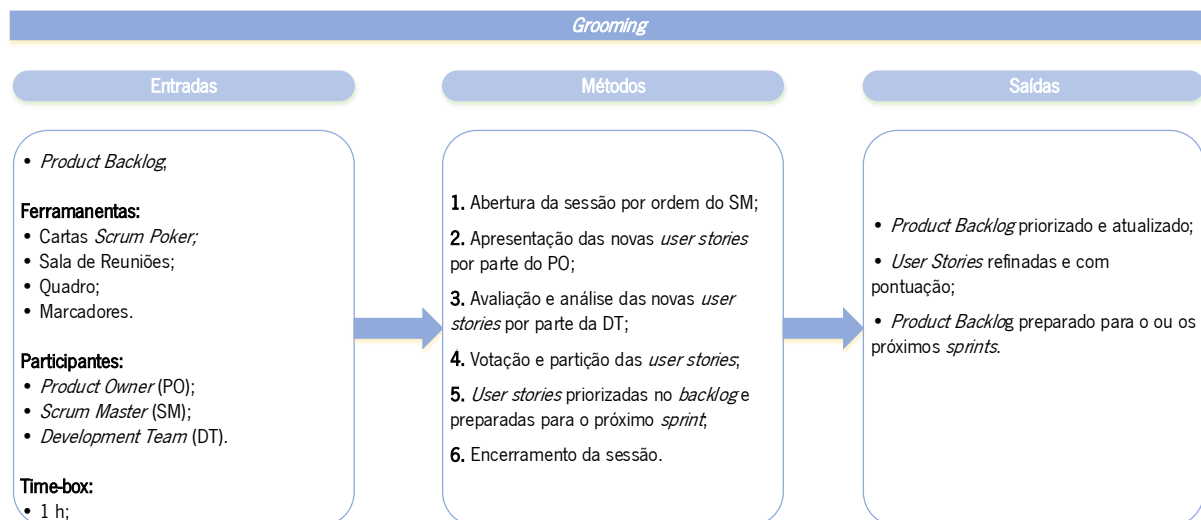 Grooming
Entradas
• Product Backlog;
Ferramanentas:
• Cartas Scrum Poker;
• Sala de Reuniões;
• Quadro;
• Marcadores.
Participantes:
• Product Owner (PO);
• Scrum Master (SM);
• Development Team (DT).
Time-box:
• 1 h;
Métodos
1. Abertura da sessão por ordem do SM;
2. Apresentação das novas user stories
por parte do PO;
3. Avaliação e análise das novas user
stories por parte da DT;
4. Votação e partição das user stories;
5. User stories priorizadas no backlog e
preparadas para o próximo sprint;
6. Encerramento da sessão.
Saídas
• Product Backlog priorizado e atualizado;
• User Stories refinadas e com
pontuação;
• Product Backlog preparado para o ou os
próximos sprints.